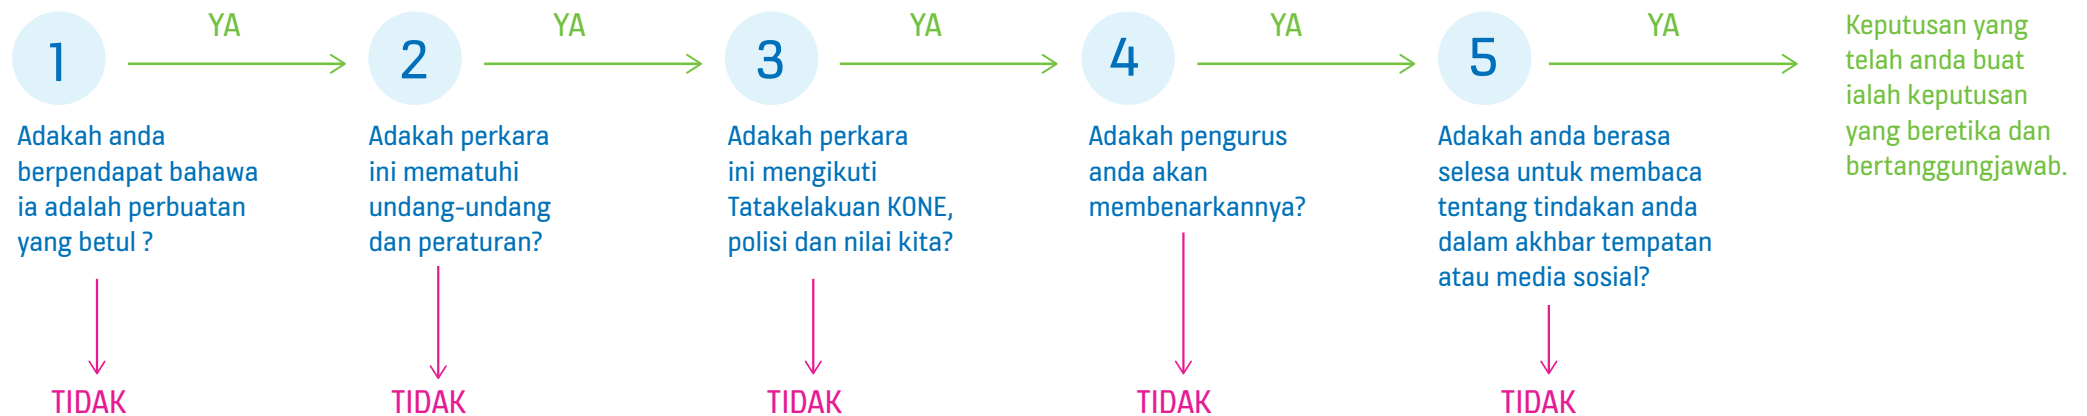 1
YA
2
YA
3
YA
4
YA
5
YA
Adakah anda
berpendapat bahawa
ia adalah perbuatan
yang betul ?
TIDAK
Adakah perkara
ini mematuhi
undang-undang
dan peraturan?
TIDAK
Adakah perkara
ini mengikuti
Tatakelakuan KONE,
polisi dan nilai kita?
TIDAK
Adakah pengurus
anda akan
membenarkannya?
TIDAK
Adakah anda berasa
selesa untuk membaca
tentang tindakan anda
dalam akhbar tempatan
atau media sosial?
TIDAK
Keputusan yang
telah anda buat
ialah keputusan
yang beretika dan
bertanggungjawab.